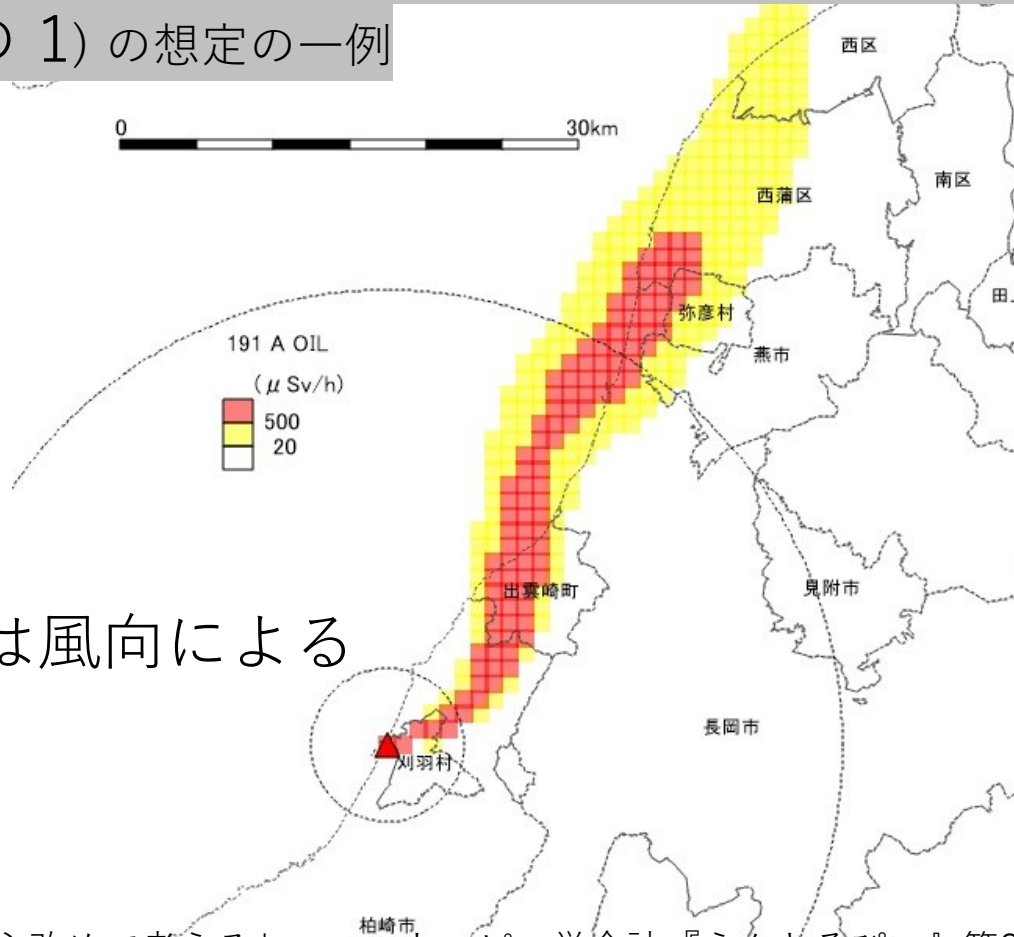 1) の想定の一例
西区
0 30km
南区
西蒲区
田上
弥彦村
191 A OIL
(μSv/h)
燕市
500
20
出雲崎町
見附市
は風向による
長岡市
刈羽村
柏崎市